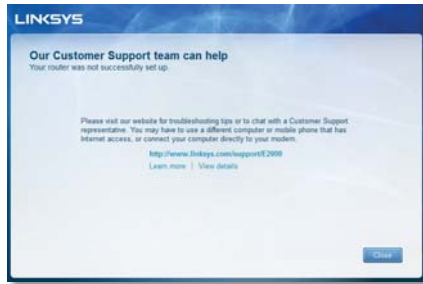 LINKSYS
Our Customer Support team can help
Your router was not successfully set up.
Please visit our website for troubleshooting tips or to chat with a Customer Support
representative. You may have to use a different computer or mobile phone that has
Internet access, or connect your computer directly to your modem.
http://www.linksys.com/support/E2000
Learn more | View details
Close